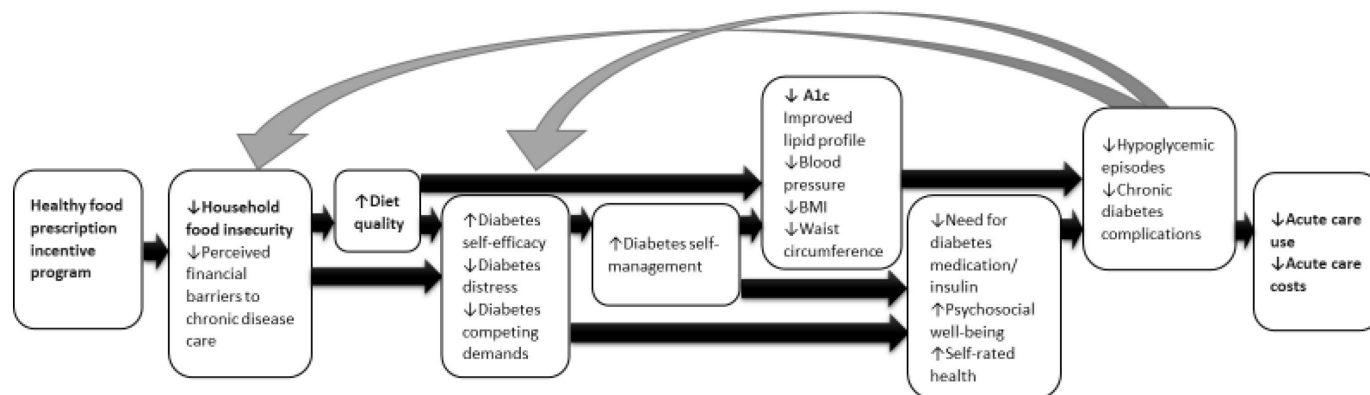 Healthy food
prescription
incentive
program
↓Household
food insecurity
↓Perceived
financial
barriers to
chronic disease
care
↑Diet
quality
↑Diabetes
self-efficacy
↓Diabetes
distress
↓Diabetes
competing
demands
↑Diabetes self-
management
↓ A1c
Improved
lipid profile
↓Blood
pressure
↓BMI
↓Waist
circumference
↓Need for
diabetes
medication/
insulin
↑Psychosocial
well-being
↑Self-rated
health
↓Hypoglycemic
episodes
↓Chronic
diabetes
complications
↓Acute care
use
↓Acute care
costs